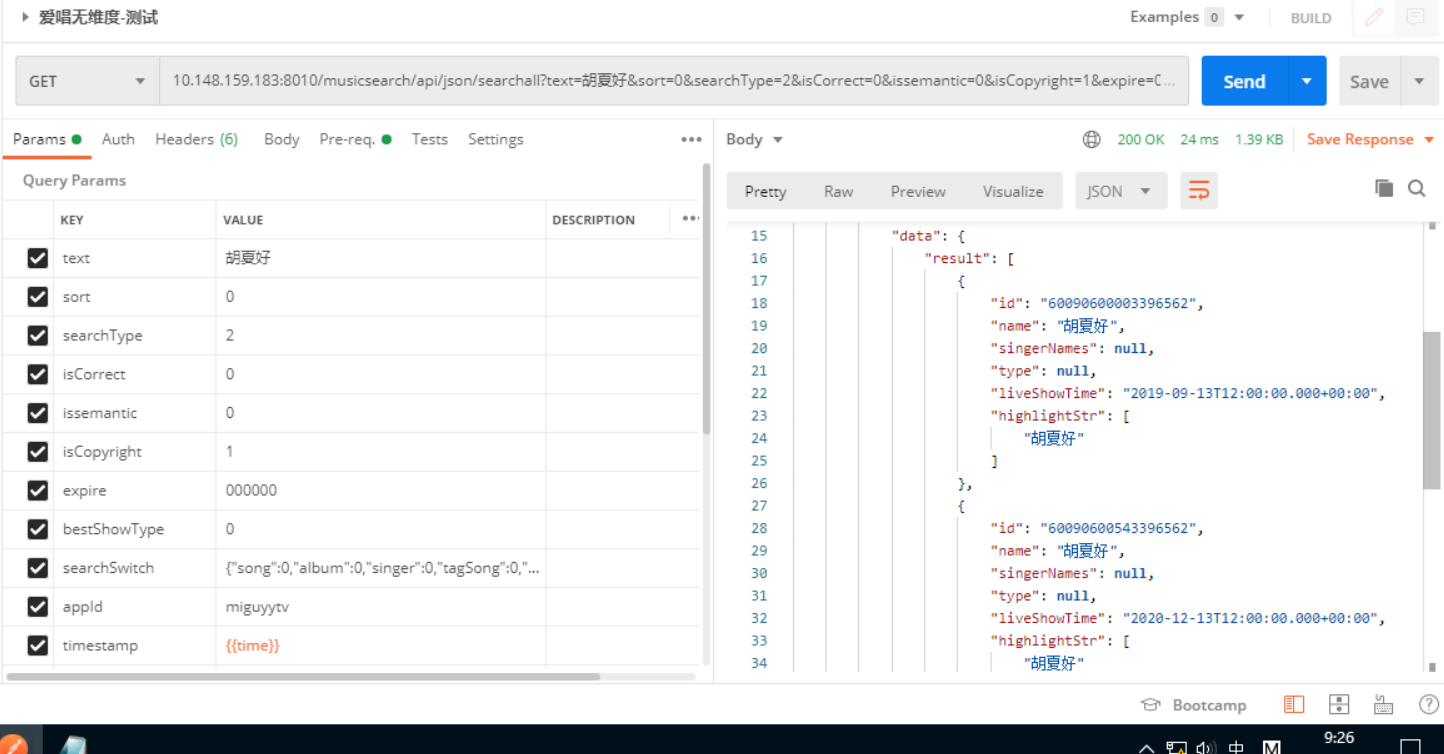 爱唱无维度-测试
Examples 0
BUILD
GET
10.148.159.183:8010/musicsearch/api/json/searchall?text=胡夏好&sort=0&searchType=2&isCorrect=0&issemantic=0&isCopyright=1&expire=0...
Send
Save
Params
Auth
Headers (6)
Body
Pre-req.
Tests
Settings
Query Params
KEY VALUE DESCRIPTION
text 胡夏好
sort 0
searchType 2
isCorrect 0
issemantic 0
isCopyright 1
expire 000000
bestShowType 0
searchSwitch {"song":0,"album":0,"singer":0,"tagSong":0,"...
appId miguyytv
timestamp {{time}}
Body
200 OK 24 ms 1.39 KB Save Response
Pretty Raw Preview Visualize JSON
15 "data": {
16 "result": [
17 {
18 "id": "60090600003396562",
19 "name": "胡夏好",
20 "singerNames": null,
21 "type": null,
22 "liveShowTime": "2019-09-13T12:00:00.000+00:00",
23 "highlightStr": [
24 "胡夏好"
25 ]
26 },
27 {
28 "id": "60090600543396562",
29 "name": "胡夏好",
30 "singerNames": null,
31 "type": null,
32 "liveShowTime": "2020-12-13T12:00:00.000+00:00",
33 "highlightStr": [
34 "胡夏好"
Bootcamp
中
M
9:26